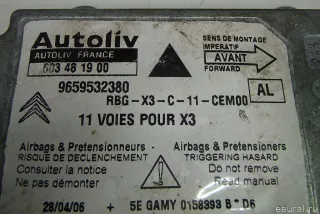 Autoliv
AUTOLIV FRANCE
603 48 19 00
SENS DE MONTAGE
IMPERATIF
AVANT
FORWARD
9659532380
AL
RBG-X3-C-11-CEM00
11 VOIES POUR X3
Airbags & Pretensionneurs
RISQUE DE DECLENCHEMENT
Consulter la notice
Ne pas démonter
Airbags & Pretensioners
TRIGGERING HASARD
Do not remove
Read manual
28/04/06 + 5E GAMY 0158393 B * D6
euroauto.ru